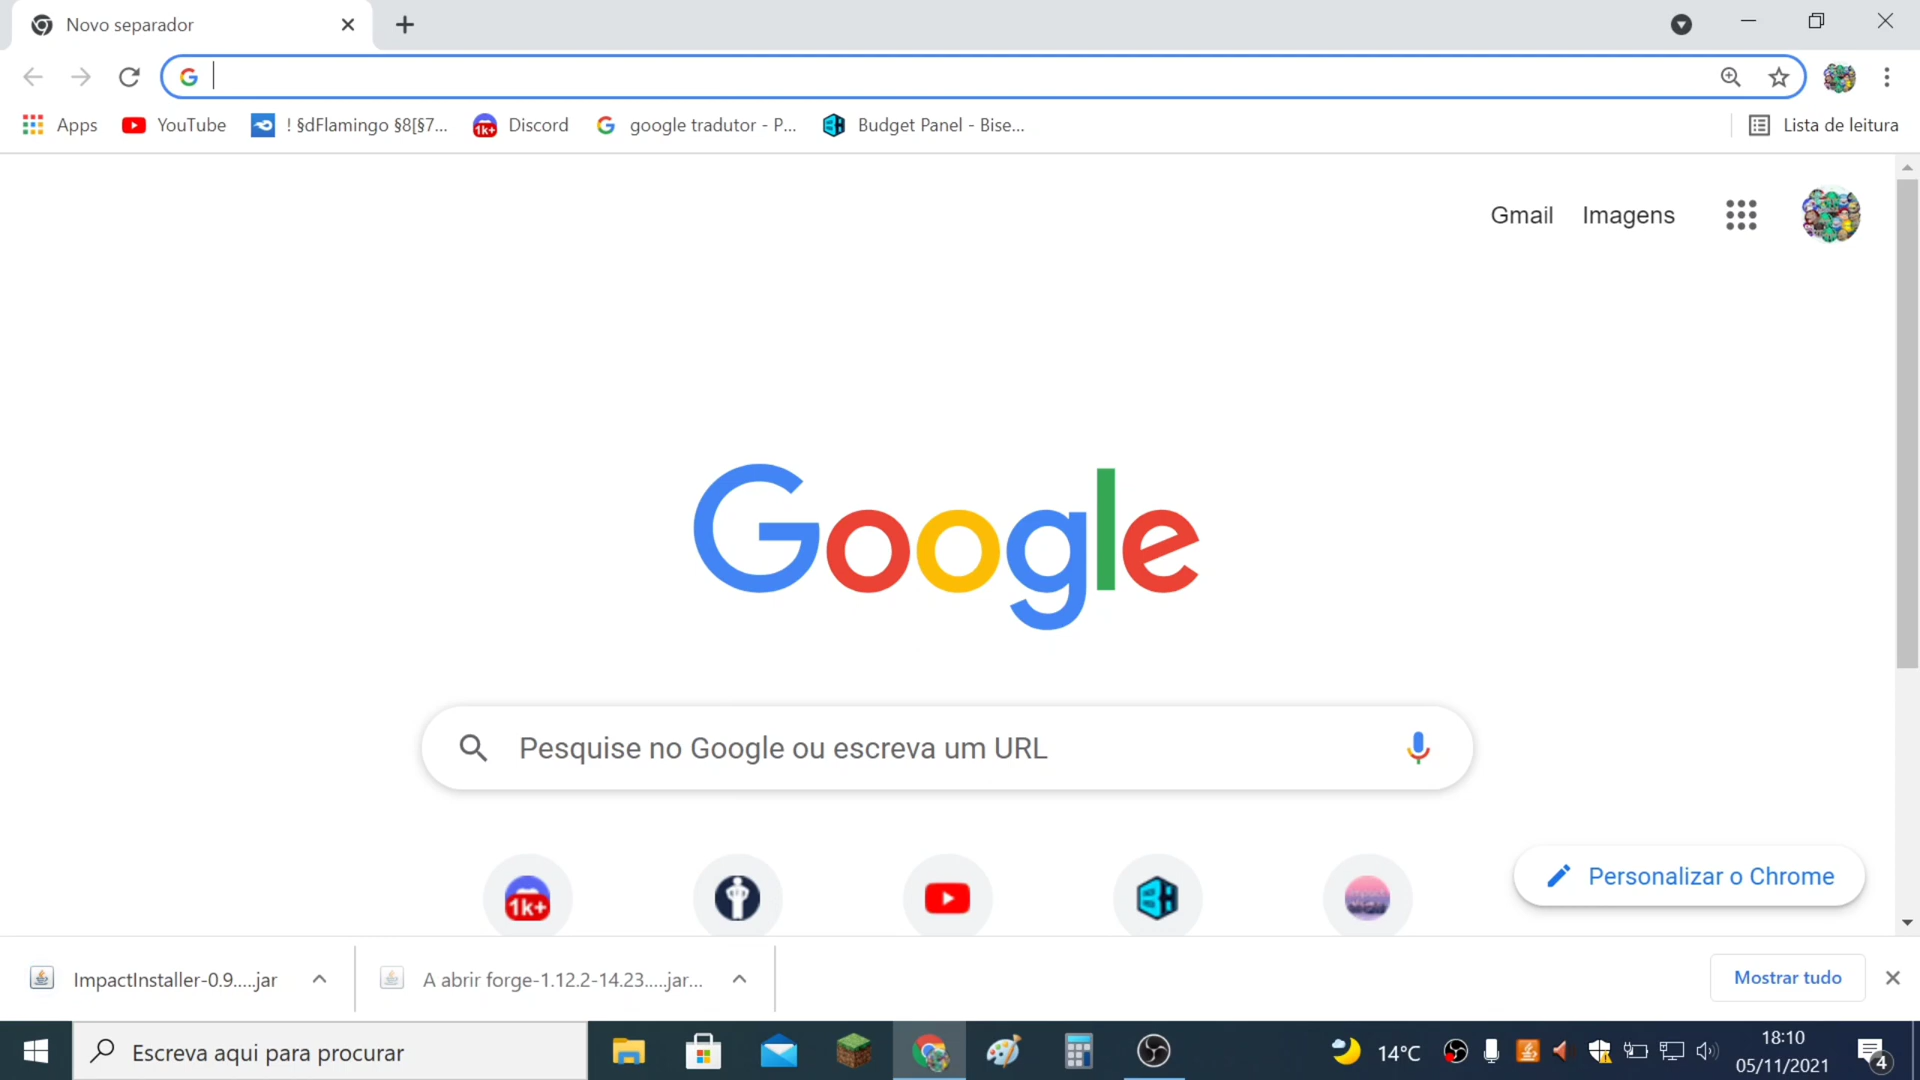 Novo separador
Apps
YouTube
! §dFlamingo §8[§7...
1k+
Discord
google tradutor - P...
Budget Panel - Bise...
Lista de leitura
Gmail
Imagens
Google
Pesquise no Google ou escreva um URL
1k+
Personalizar o Chrome
ImpactInstaller-0.9.....jar
A abrir forge-1.12.2-14.23.....jar...
Mostrar tudo
Escreva aqui para procurar
14°C
18:10
05/11/2021
4